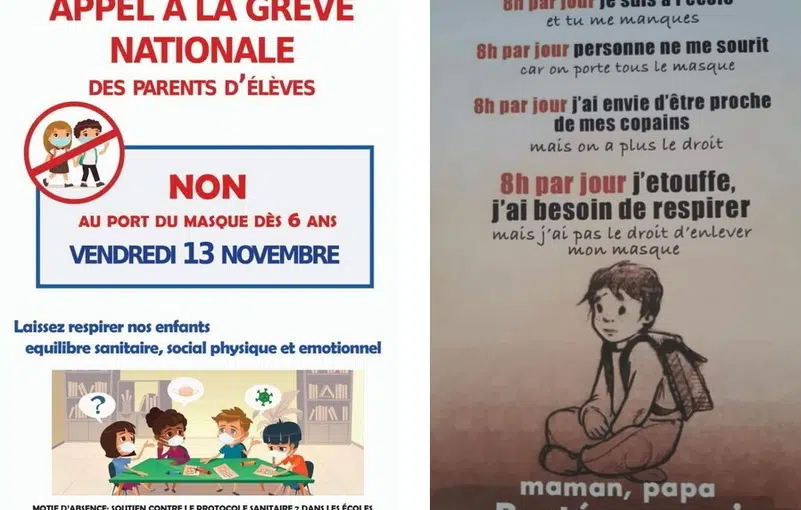 APPEL À LA GRÈVE
NATIONALE
DES PARENTS D'ÉLÈVES
NON
AU PORT DU MASQUE DÈS 6 ANS
VENDREDI 13 NOVEMBRE
Laissez respirer nos enfants
equilibre sanitaire, social physique et emotionnel
?
MOTIF D'ABSENCE: SOUTIEN CONTRE LE PROTOCOLE SANITAIRE 2 DANS LES ÉCOLES
8h par jour je suis à l'école
et tu me manques
8h par jour personne ne me sourit
car on porte tous le masque
8h par jour j'ai envie d'être proche
de mes copains
mais on a plus le droit
8h par jour j'etouffe,
j'ai besoin de respirer
mais j'ai pas le droit d'enlever
mon masque
maman, papa